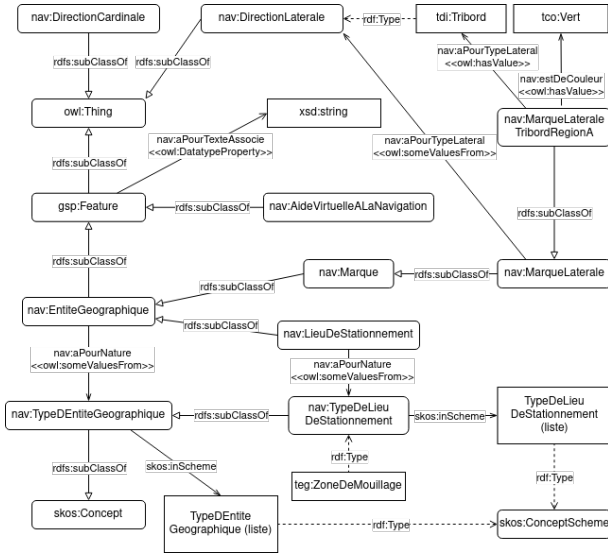 nav:DirectionCardinale
nav:DirectionLaterale
rdf:Type
tdi:Tribord
tco:Vert
rdfs:subClassOf
rdfs:subClassOf
nav:aPourTypeLateral
<<owl:hasValue>>
nav:estDeCouleur
<<owl:hasValue>>
owl:Thing
xsd:string
nav:MarqueLaterale
TribordRegionA
nav:aPourTexteAssocie
<<owl:DatatypeProperty>>
nav:aPourTypeLateral
<<owl:someValuesFrom>>
rdfs:subClassOf
gsp:Feature
rdfs:subClassOf
nav:AideVirtuelleALaNavigation
rdfs:subClassOf
rdfs:subClassOf
nav:Marque
rdfs:subClassOf
nav:MarqueLaterale
rdfs:subClassOf
nav:EntiteGeographique
rdfs:subClassOf
nav:LieuDeStationnement
nav:aPourNature
<<owl:someValuesFrom>>
nav:aPourNature
<<owl:someValuesFrom>>
nav:TypeDEntiteGeographique
rdfs:subClassOf
nav:TypeDeLieu
DeStationnement
skos:inScheme
TypeDeLieu
DeStationnement
(liste)
rdfs:subClassOf
skos:inScheme
rdf:Type
teg:ZoneDeMouillage
rdf:Type
skos:Concept
TypeDEntite
Geographique (liste)
rdf:Type
skos:ConceptScheme